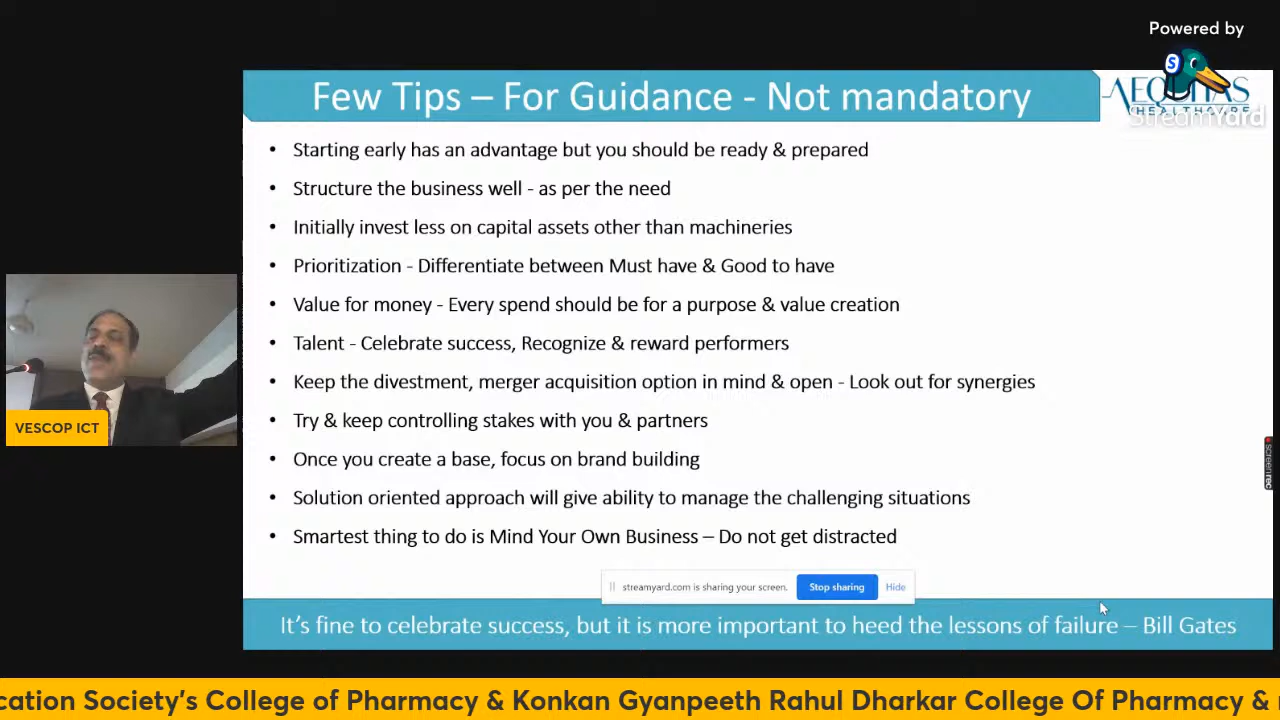 Powered by
StreamYard
Few Tips – For Guidance - Not mandatory
AEQUITAS
HEALTHCARE
• Starting early has an advantage but you should be ready & prepared
• Structure the business well - as per the need
• Initially invest less on capital assets other than machineries
• Prioritization - Differentiate between Must have & Good to have
• Value for money - Every spend should be for a purpose & value creation
• Talent - Celebrate success, Recognize & reward performers
• Keep the divestment, merger acquisition option in mind & open - Look out for synergies
• Try & keep controlling stakes with you & partners
• Once you create a base, focus on brand building
• Solution oriented approach will give ability to manage the challenging situations
• Smartest thing to do is Mind Your Own Business – Do not get distracted
VESCOP ICT
screenrec
streamyard.com is sharing your screen. Stop sharing Hide
It's fine to celebrate success, but it is more important to heed the lessons of failure – Bill Gates
cation Society's College of Pharmacy & Konkan Gyanpeeth Rahul Dharkar College Of Pharmacy &